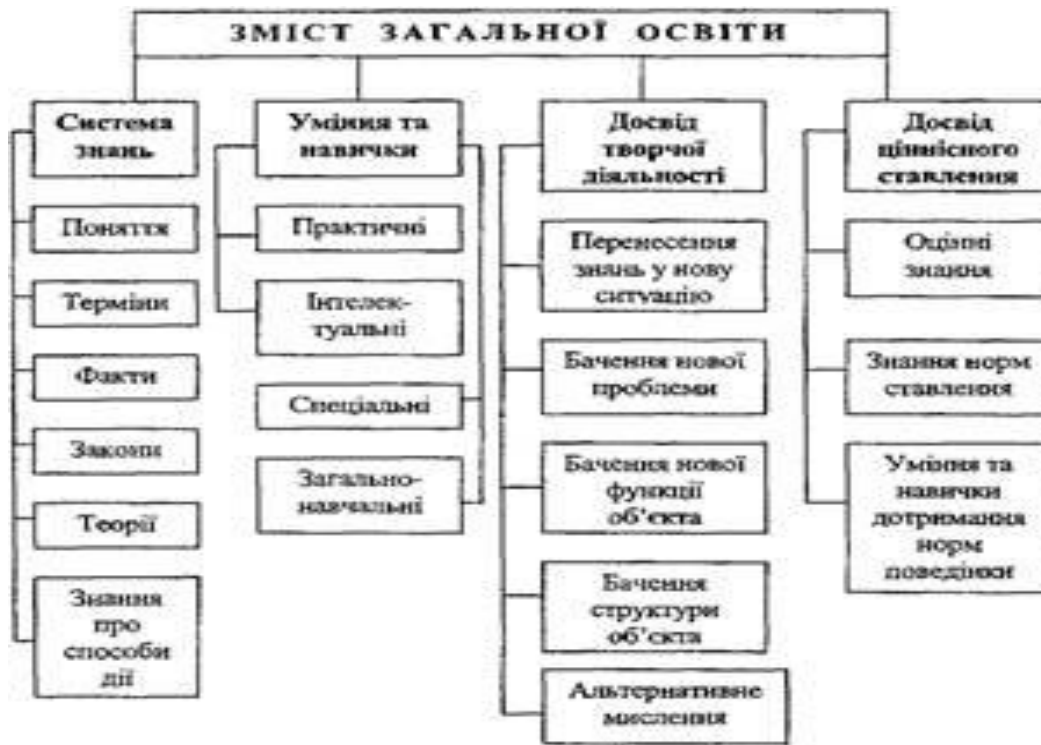 ЗМІСТ ЗАГАЛЬНОЇ ОСВІТИ
Система
знань
Поняття
Терміни
Факти
Закони
Теорії
Знання
про
способи
дії
Уміння та
навички
Практичні
Інтелек-
туальні
Спеціальні
Загально-
навчальні
Досвід
творчої
діяльності
Перенесення
знань у нову
ситуацію
Бачення нової
проблеми
Бачення нової
функції
об’єкта
Бачення
структури
об’єкта
Альтернативне
мислення
Досвід
ціннісного
ставлення
Оцінні
знання
Знання норм
ставлення
Уміння та
навички
дотримання
норм
поведінки